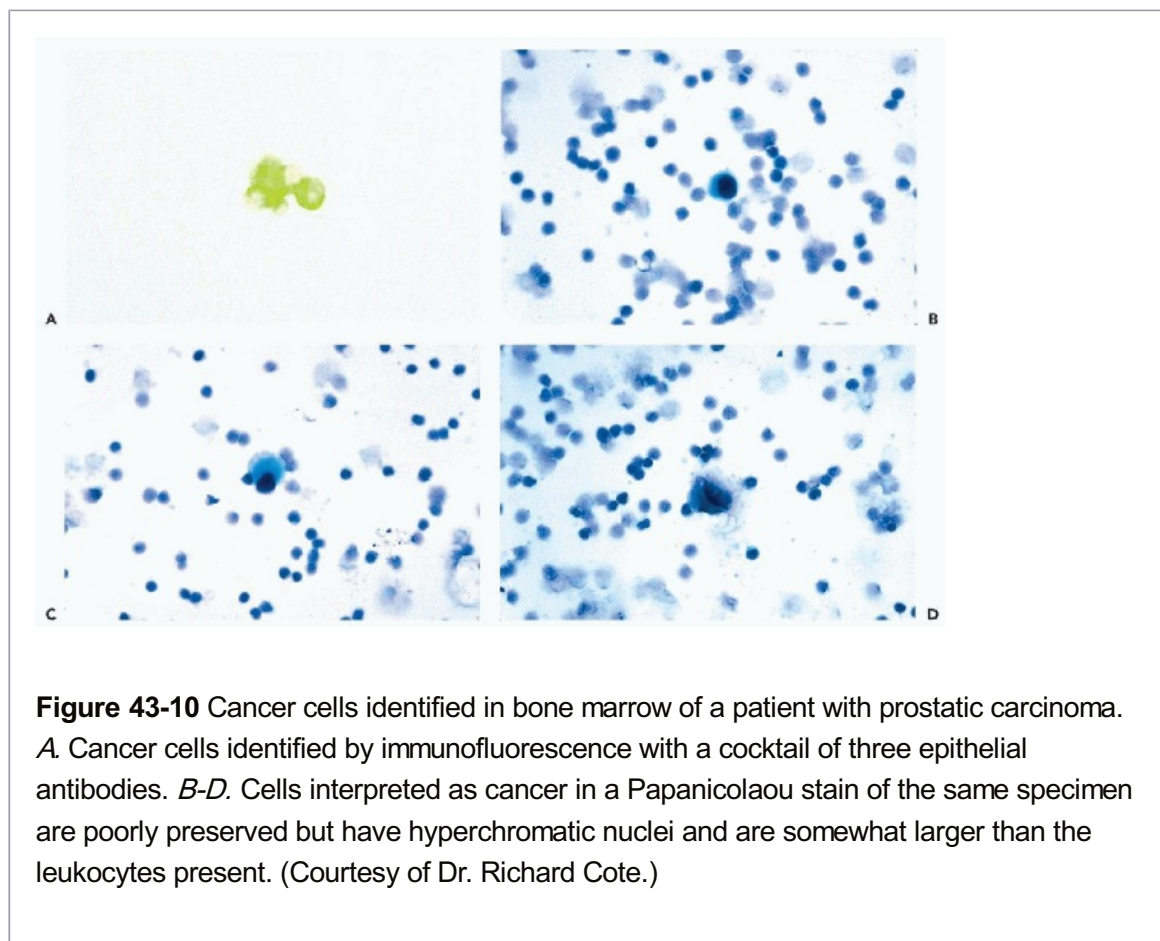 A
B
C
D
Figure 43-10 Cancer cells identified in bone marrow of a patient with prostatic carcinoma.
A. Cancer cells identified by immunofluorescence with a cocktail of three epithelial
antibodies. B-D. Cells interpreted as cancer in a Papanicolaou stain of the same specimen
are poorly preserved but have hyperchromatic nuclei and are somewhat larger than the
leukocytes present. (Courtesy of Dr. Richard Cote.)